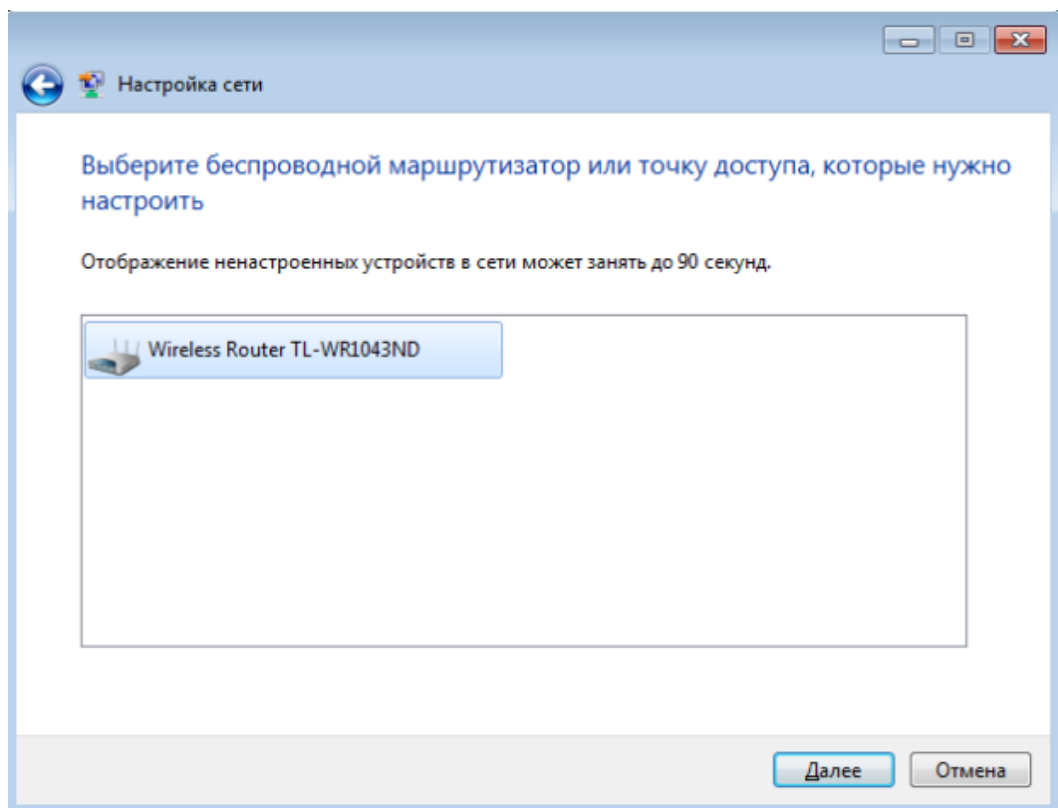 Настройка сети
Выберите беспроводной маршрутизатор или точку доступа, которые нужно
настроить
Отображение ненастроенных устройств в сети может занять до 90 секунд.
Wireless Router TL-WR1043ND
Далее Отмена